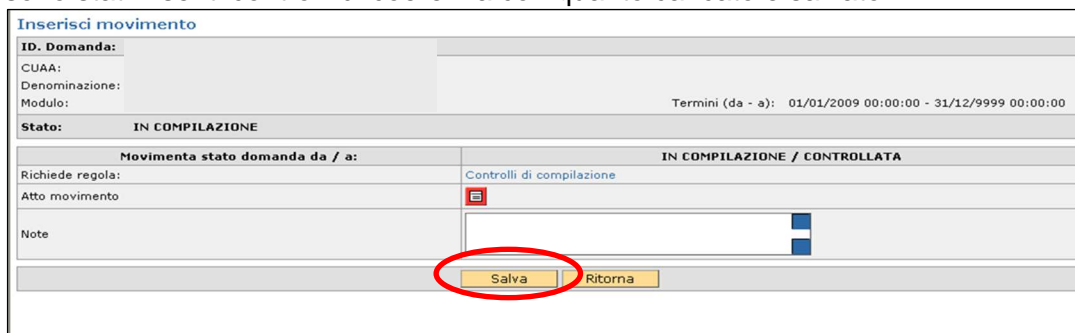 Inserisci movimento
ID. Domanda:
CUAA:
Denominazione:
Modulo: Termini (da - a): 01/01/2009 00:00:00 - 31/12/9999 00:00:00
Stato: IN COMPILAZIONE
Movimenta stato domanda da / a: IN COMPILAZIONE / CONTROLLATA
Richiede regola: Controlli di compilazione
Atto movimento
Note
Salva Ritorna